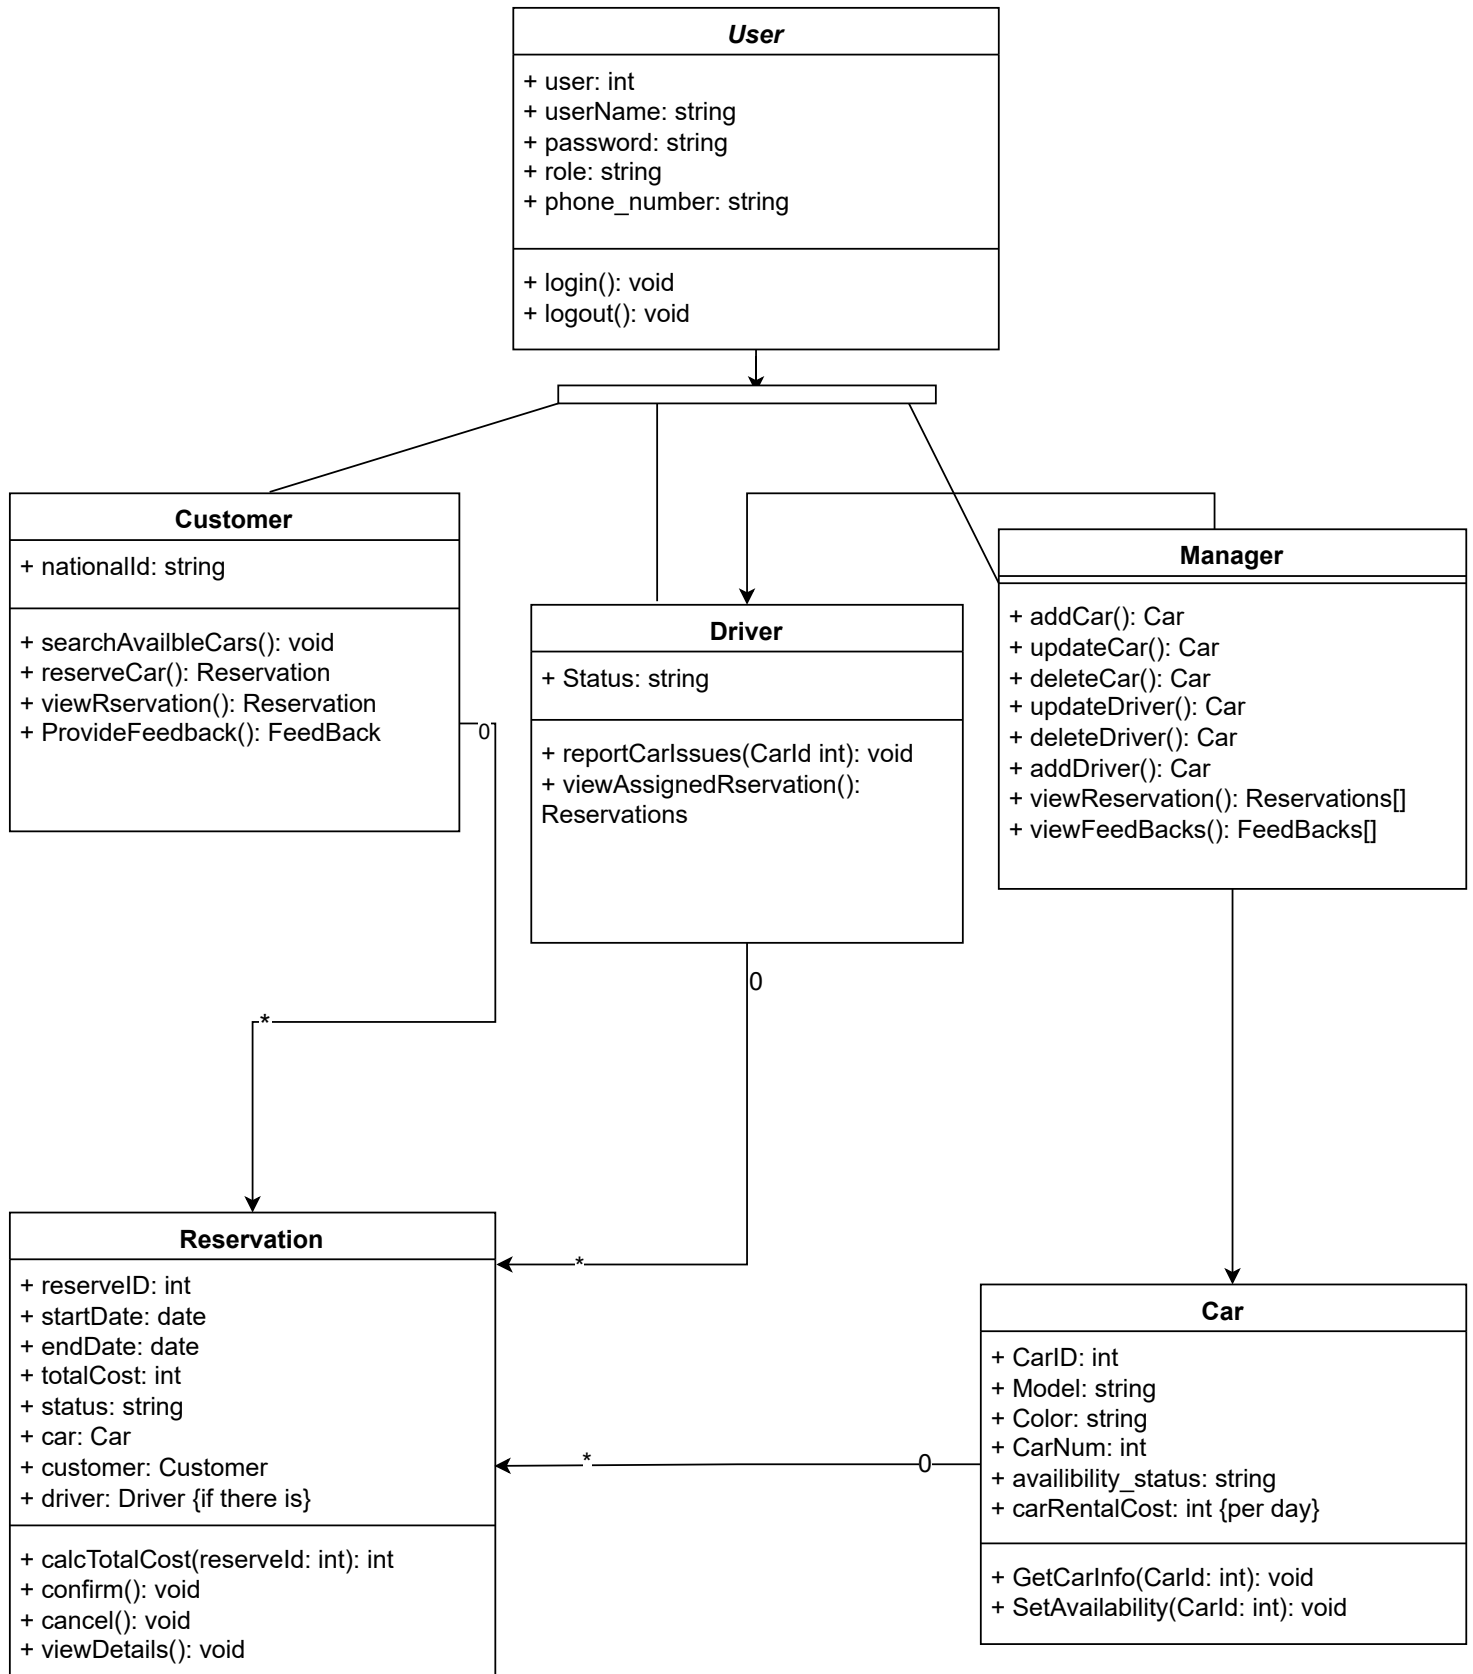 User
+ user: int
+ userName: string
+ password: string
+ role: string
+ phone_number: string
+ login(): void
+ logout(): void
Customer
+ nationalId: string
+ searchAvailbleCars(): void
+ reserveCar(): Reservation
+ viewRservation(): Reservation
+ ProvideFeedback(): FeedBack
0
*
Driver
+ Status: string
+ reportCarIssues(CarId int): void
+ viewAssignedRservation():
Reservations
0
*
Manager
+ addCar(): Car
+ updateCar(): Car
+ deleteCar(): Car
+ updateDriver(): Car
+ deleteDriver(): Car
+ addDriver(): Car
+ viewReservation(): Reservations[]
+ viewFeedBacks(): FeedBacks[]
Reservation
+ reserveID: int
+ startDate: date
+ endDate: date
+ totalCost: int
+ status: string
+ car: Car
+ customer: Customer
+ driver: Driver {if there is}
+ calcTotalCost(reserveId: int): int
+ confirm(): void
+ cancel(): void
+ viewDetails(): void
*
0
Car
+ CarID: int
+ Model: string
+ Color: string
+ CarNum: int
+ availibility_status: string
+ carRentalCost: int {per day}
+ GetCarInfo(CarId: int): void
+ SetAvailability(CarId: int): void